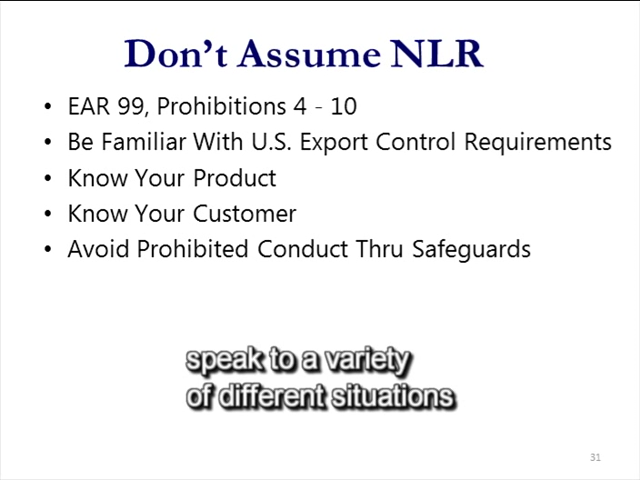 Don't Assume NLR
• EAR 99, Prohibitions 4 - 10
• Be Familiar With U.S. Export Control Requirements
• Know Your Product
• Know Your Customer
• Avoid Prohibited Conduct Thru Safeguards
speak to a variety
of different situations
31